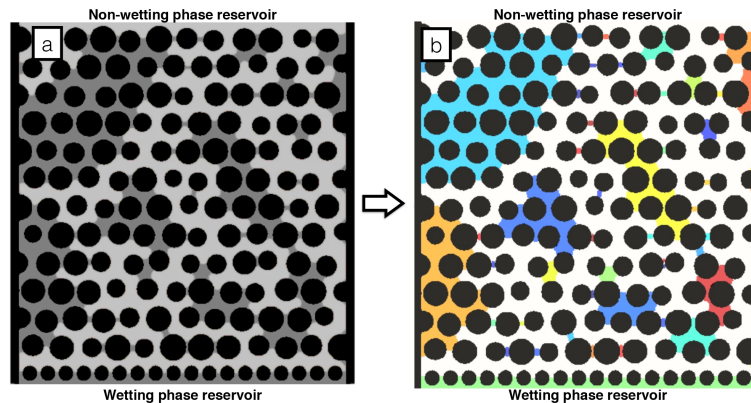 Non-wetting phase reservoir
Non-wetting phase reservoir
a
b
Wetting phase reservoir
Wetting phase reservoir